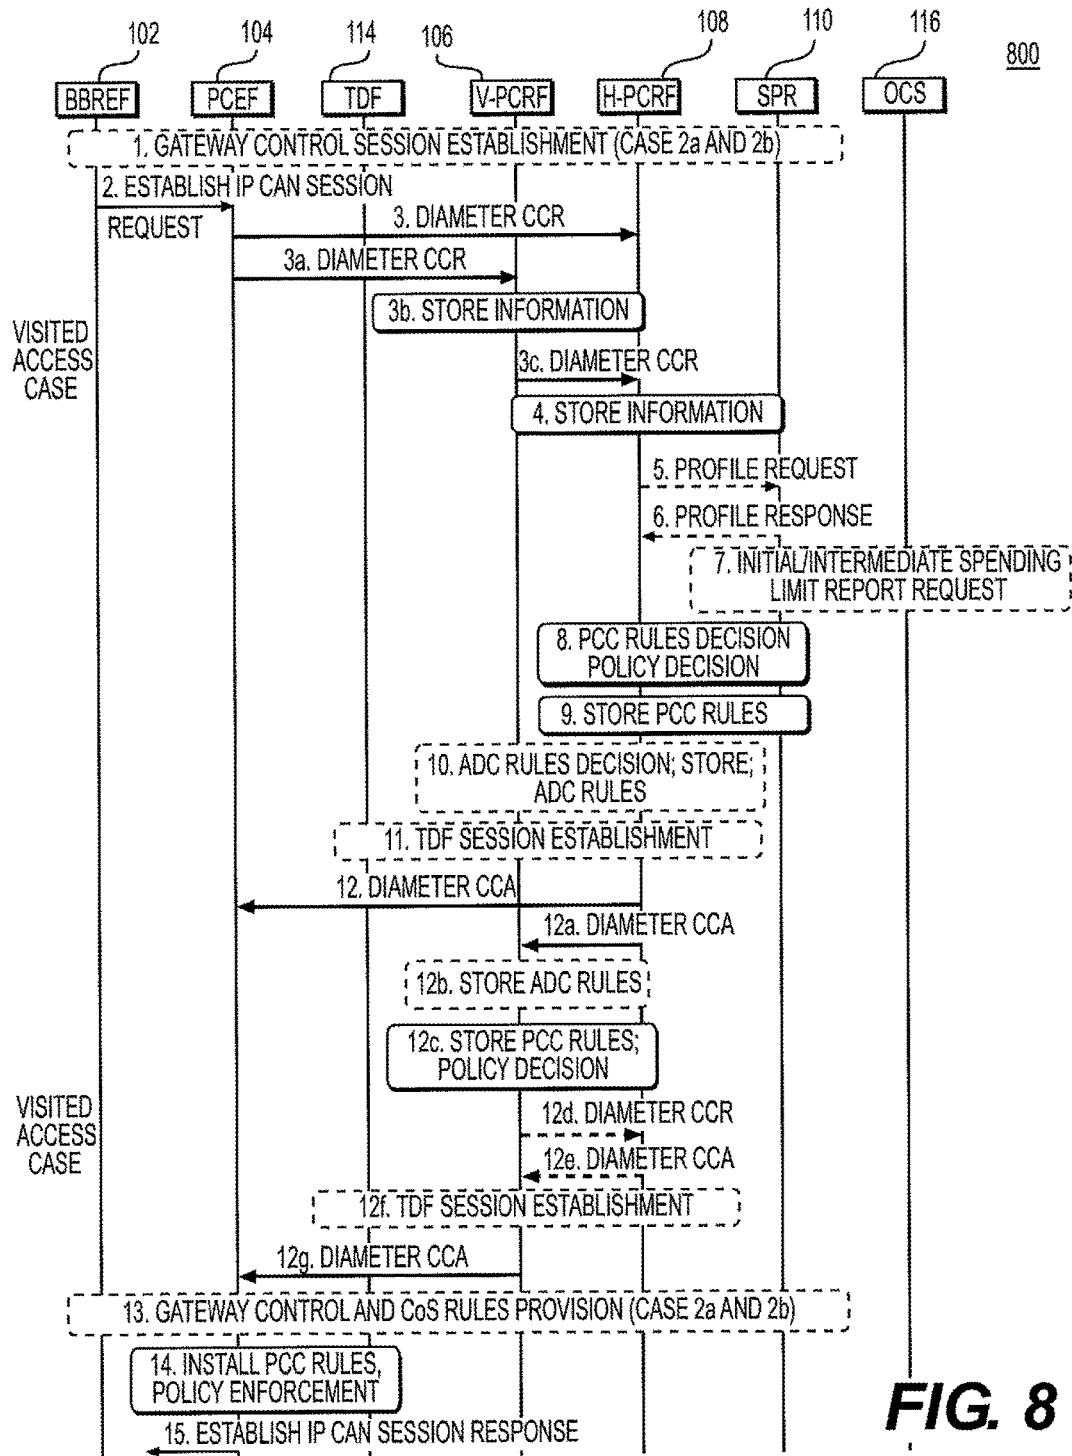 102
104
114
106
108
110
116
800
BBREF
PCEF
TDF
V-PCRF
H-PCRF
SPR
OCS
1. GATEWAY CONTROL SESSION ESTABLISHMENT (CASE 2a AND 2b)
2. ESTABLISH IP CAN SESSION
REQUEST
3. DIAMETER CCR
3a. DIAMETER CCR
3b. STORE INFORMATION
VISITED
ACCESS
CASE
3c. DIAMETER CCR
4. STORE INFORMATION
5. PROFILE REQUEST
6. PROFILE RESPONSE
7. INITIAL/INTERMEDIATE SPENDING
LIMIT REPORT REQUEST
8. PCC RULES DECISION
POLICY DECISION
9. STORE PCC RULES
10. ADC RULES DECISION; STORE;
ADC RULES
11. TDF SESSION ESTABLISHMENT
12. DIAMETER CCA
12a. DIAMETER CCA
12b. STORE ADC RULES
12c. STORE PCC RULES;
POLICY DECISION
VISITED
ACCESS
CASE
12d. DIAMETER CCR
12e. DIAMETER CCA
12f. TDF SESSION ESTABLISHMENT
12g. DIAMETER CCA
13. GATEWAY CONTROL AND CoS RULES PROVISION (CASE 2a AND 2b)
14. INSTALL PCC RULES,
POLICY ENFORCEMENT
15. ESTABLISH IP CAN SESSION RESPONSE
FIG. 8